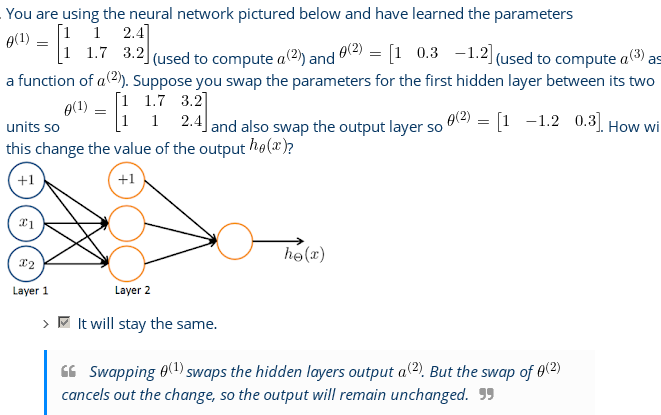 You are using the neural network pictured below and have learned the parameters
θ(1) = [1 1 2.4
1 1.7 3.2] (used to compute a(2)) and θ(2) = [1 0.3 −1.2] (used to compute a(3) as
a function of a(2)). Suppose you swap the parameters for the first hidden layer between its two
units so θ(1) = [1 1.7 3.2
1 1 2.4] and also swap the output layer so θ(2) = [1 −1.2 0.3]. How wi
this change the value of the output hθ(x)?
+1 +1
x1
x2
hΘ(x)
Layer 1 Layer 2
> It will stay the same.
❝ Swapping θ(1) swaps the hidden layers output a(2). But the swap of θ(2)
cancels out the change, so the output will remain unchanged. ❞